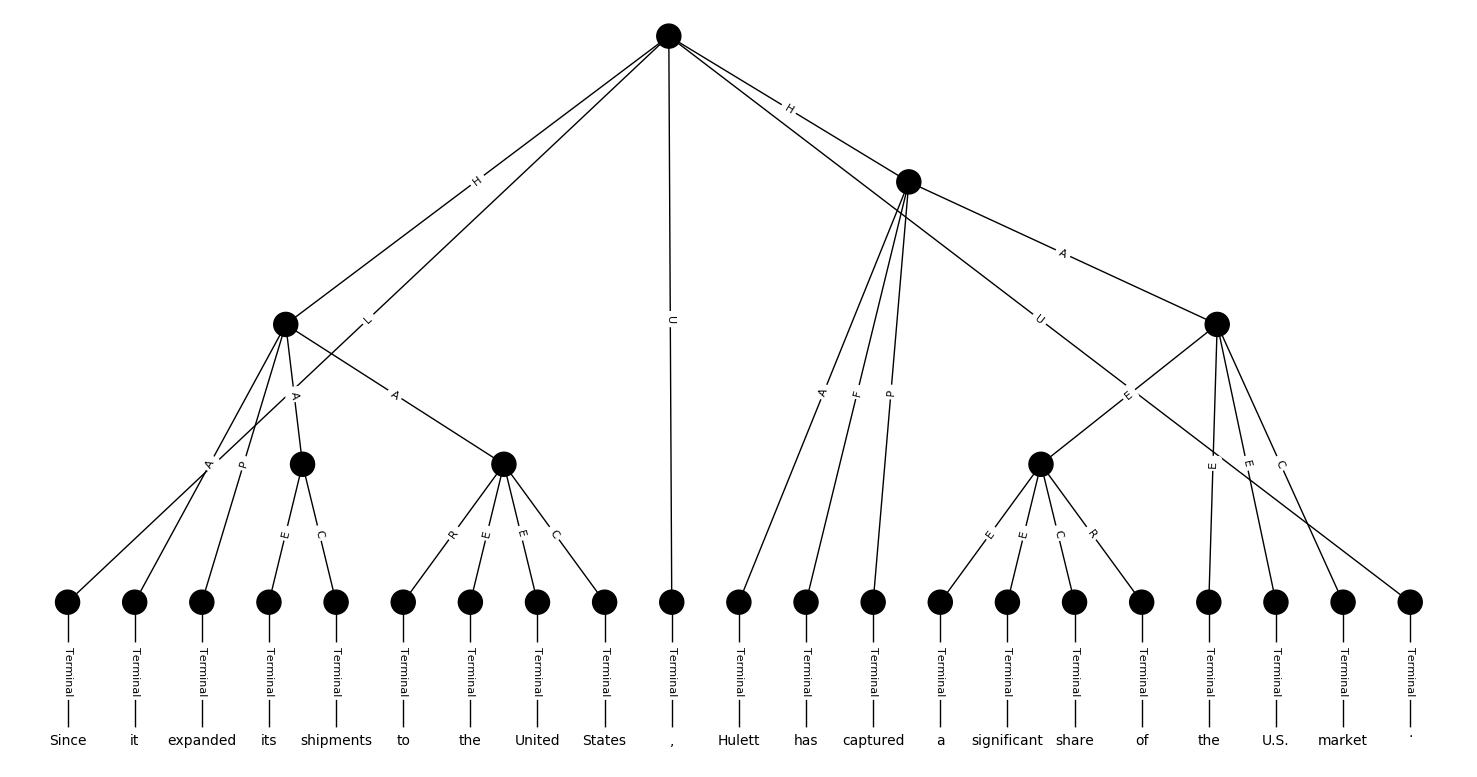 H
H
L
U
A
U
A
A
E
A
F
P
A
P
E
E
C
E
C
R
E
E
C
E
E
C
R
Terminal Terminal Terminal Terminal Terminal Terminal Terminal Terminal Terminal Terminal Terminal Terminal Terminal Terminal Terminal Terminal Terminal Terminal Terminal Terminal Terminal
Since it expanded its shipments to the United States , Hulett has captured a significant share of the U.S. market .